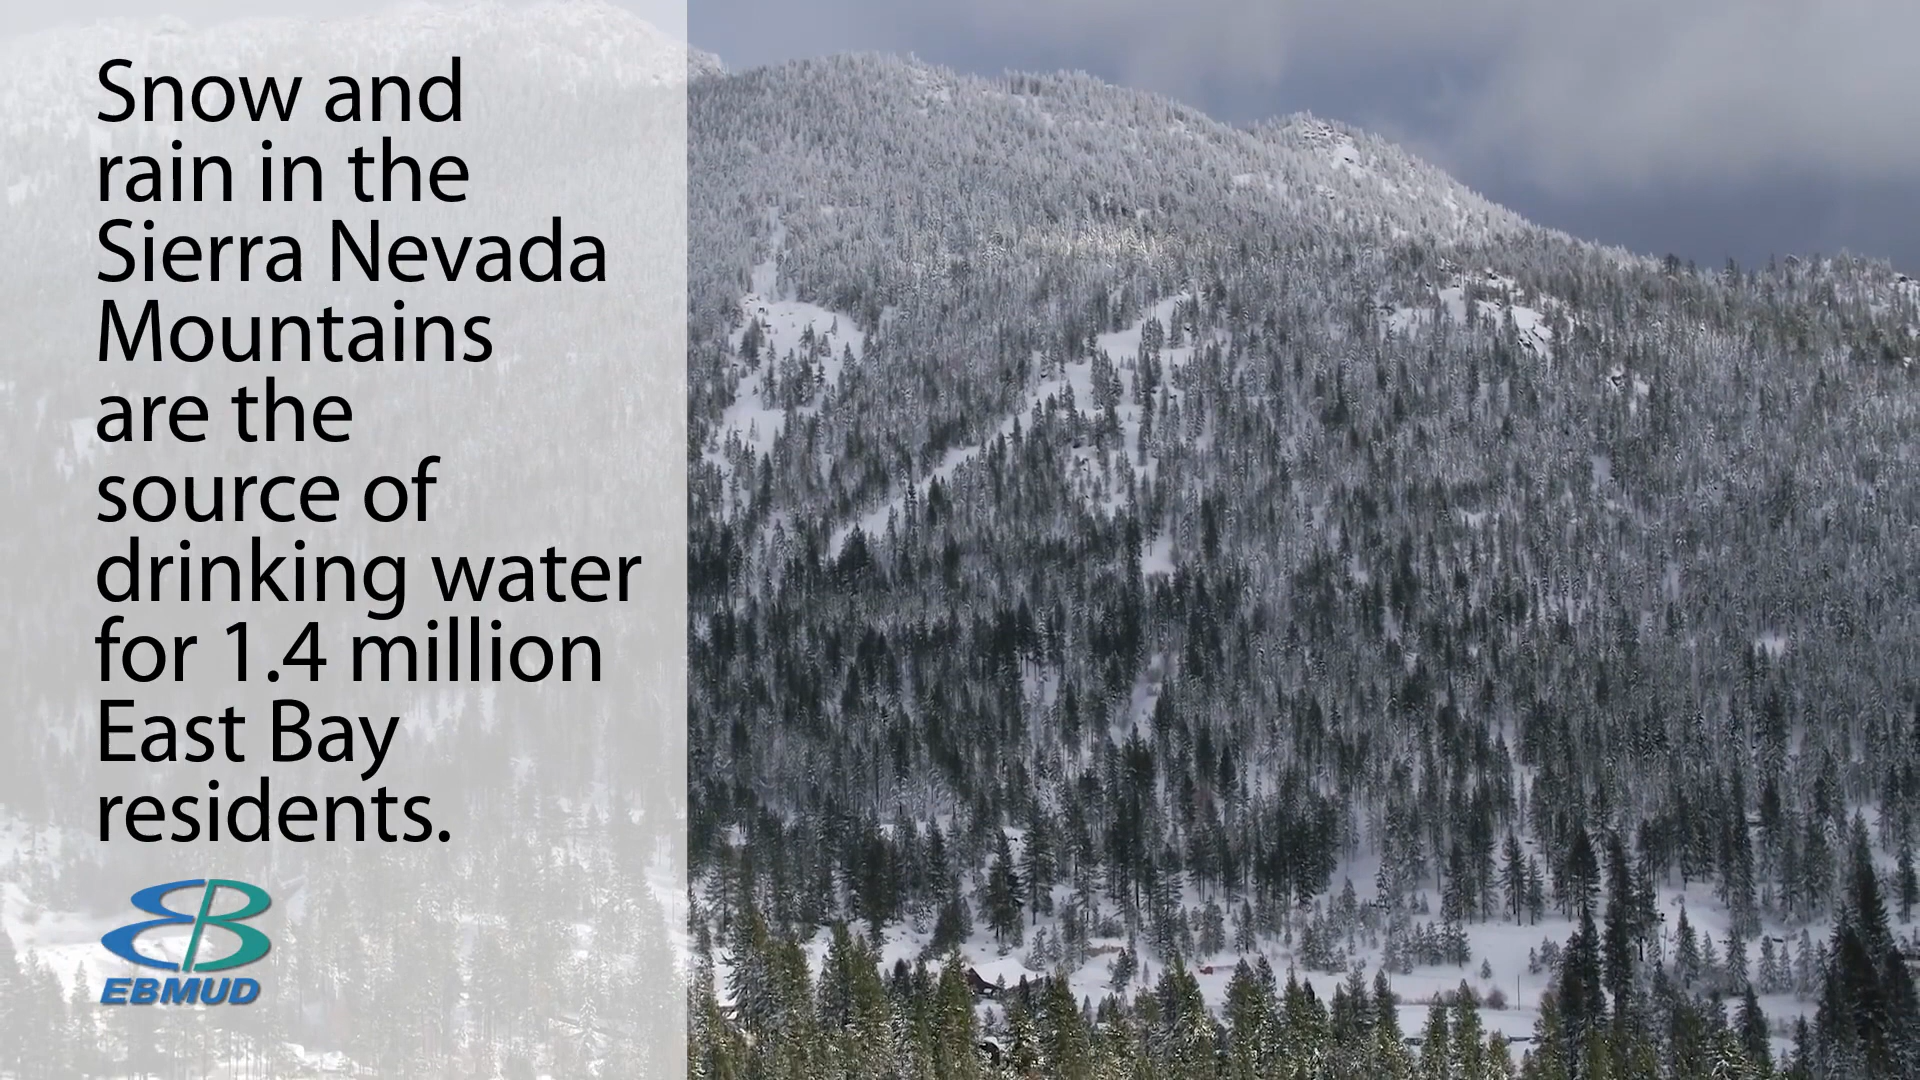 Snow and
rain in the
Sierra Nevada
Mountains
are the
source of
drinking water
for 1.4 million
East Bay
residents.
EB
EBMUD